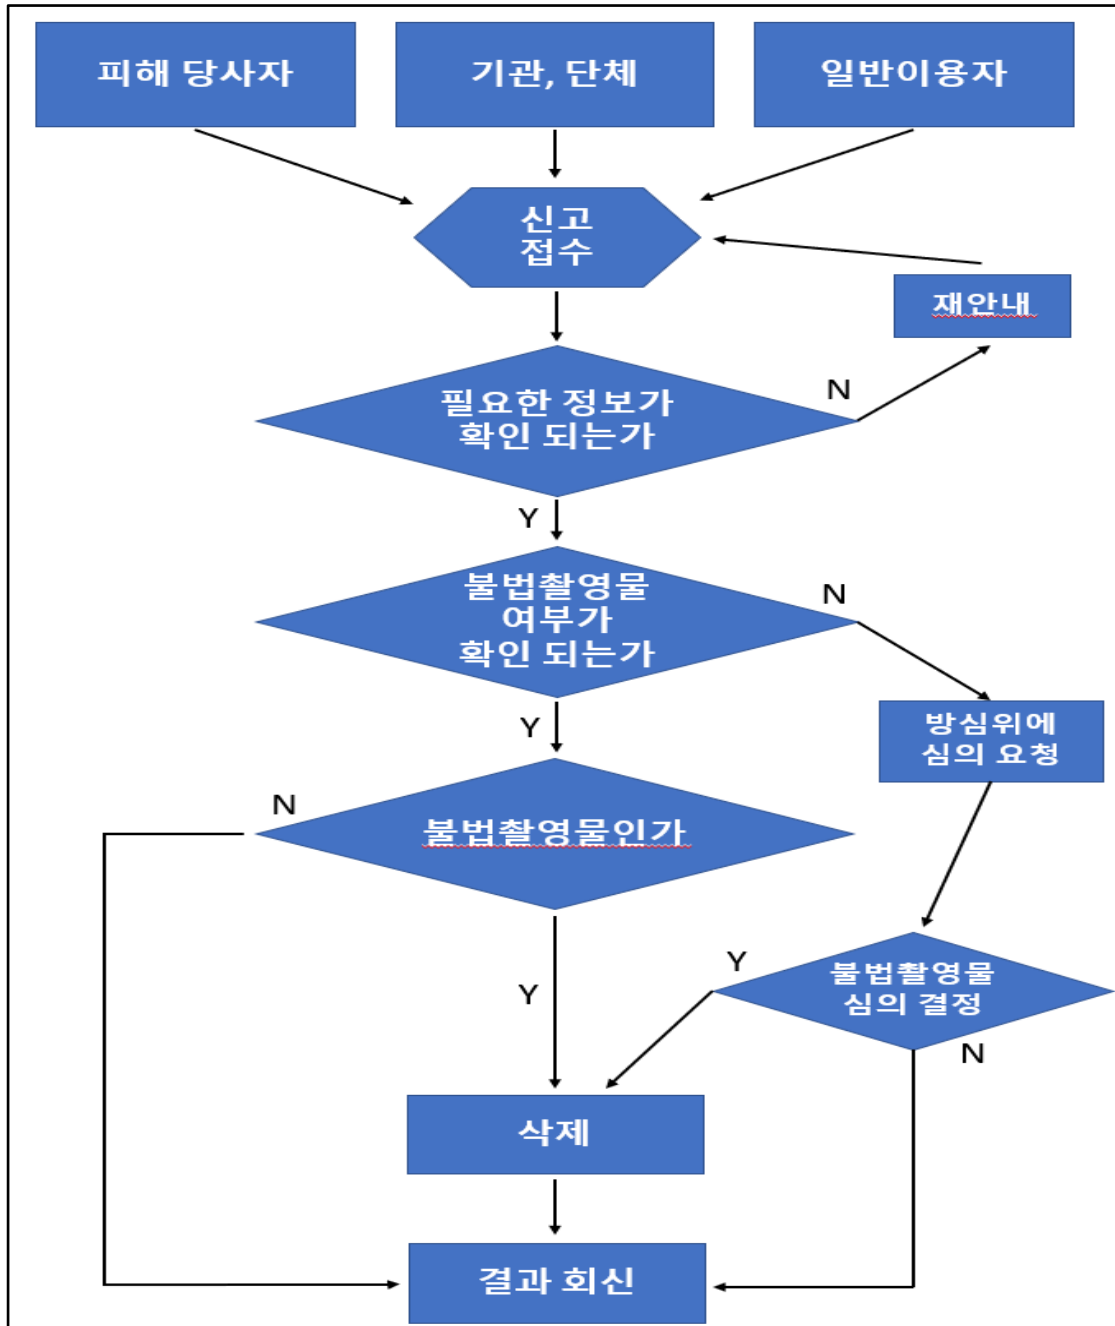 피해 당사자
기관, 단체
일반이용자
신고
접수
재안내
필요한 정보가
확인 되는가
N
Y
불법촬영물
여부가
확인 되는가
N
Y
방심위에
심의 요청
N
불법촬영물인가
Y
Y
불법촬영물
심의 결정
N
삭제
결과 회신